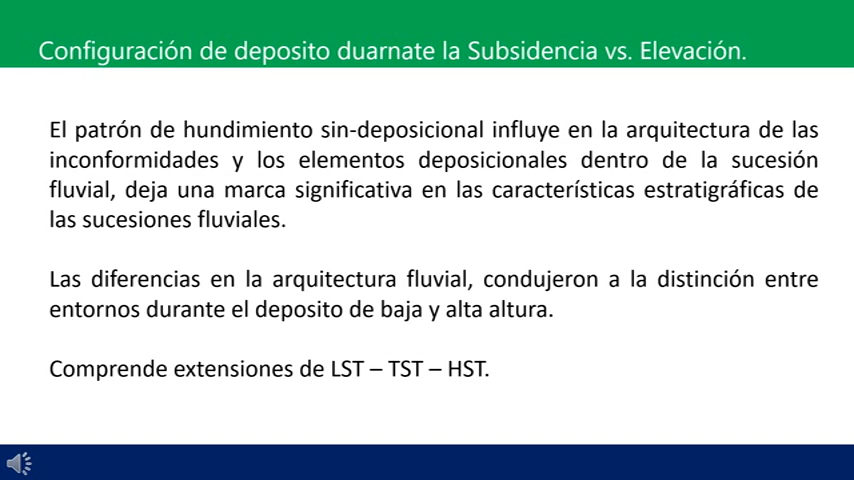 Configuración de deposito duarnate la Subsidencia vs. Elevación.
El patrón de hundimiento sin-deposicional influye en la arquitectura de las
inconformidades y los elementos deposicionales dentro de la sucesión
fluvial, deja una marca significativa en las características estratigráficas de
las sucesiones fluviales.
Las diferencias en la arquitectura fluvial, condujeron a la distinción entre
entornos durante el deposito de baja y alta altura.
Comprende extensiones de LST – TST – HST.